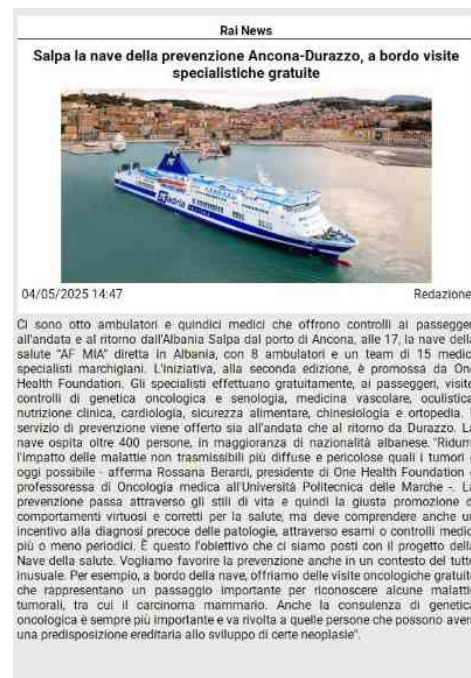 Rai News
Salpa la nave della prevenzione Ancona-Durazzo, a bordo visite
specialistiche gratuite
adria
04/05/2025 14:47
Redazione
Ci sono otto ambulatori e quindici medici che offrono controlli ai passegger
all'andata e al ritorno dall'Albania Salpa dal porto di Ancona, alle 17, la nave della
salute "AF MIA" diretta in Albania, con 8 ambulatori e un team di 15 medic
specialisti marchigiani. L'iniziativa, alla seconda edizione, è promossa da One
Health Foundation. Gli specialisti effettuano gratuitamente, ai passegeri, visite
controlli di genetica oncologica e senologia, medicina vascolare, oculistica
nutrizione clinica, cardiologia, sicurezza alimentare, chinesiologia e ortopedia.
servizio di prevenzione viene offerto sia all'andata che al ritorno da Durazzo. La
nave ospita oltre 400 persone, in maggioranza di nazionalità albanese. "Ridurre
l'impatto delle malattie non trasmissibili più diffuse e pericolose quali i tumori
oggi possibile - afferma Rossana Berardi, presidente di One Health Foundation
professoressa di Oncologia medica all'Università Politecnica delle Marche -. La
prevenzione passa attraverso gli stili di vita e quindi la giusta promozione d
comportamenti virtuosi e corretti per la salute, ma deve comprendere anche un
incentivo alla diagnosi precoce delle patologie, attraverso esami o controlli medic
più o meno periodici. È questo l'obiettivo che ci siamo posti con il progetto della
Nave della salute. Vogliamo favorire la prevenzione anche in un contesto del tutto
inusuale. Per esempio, a bordo della nave, offriamo delle visite oncologiche gratuite
che rappresentano un passaggio importante per riconoscere alcune malattie
tumorali, tra cui il carcinoma mammario. Anche la consulenza di genetica
oncologica è sempre più importante e va rivolta a quelle persone che possono avere
una predisposizione ereditaria allo sviluppo di certe neoplasie".